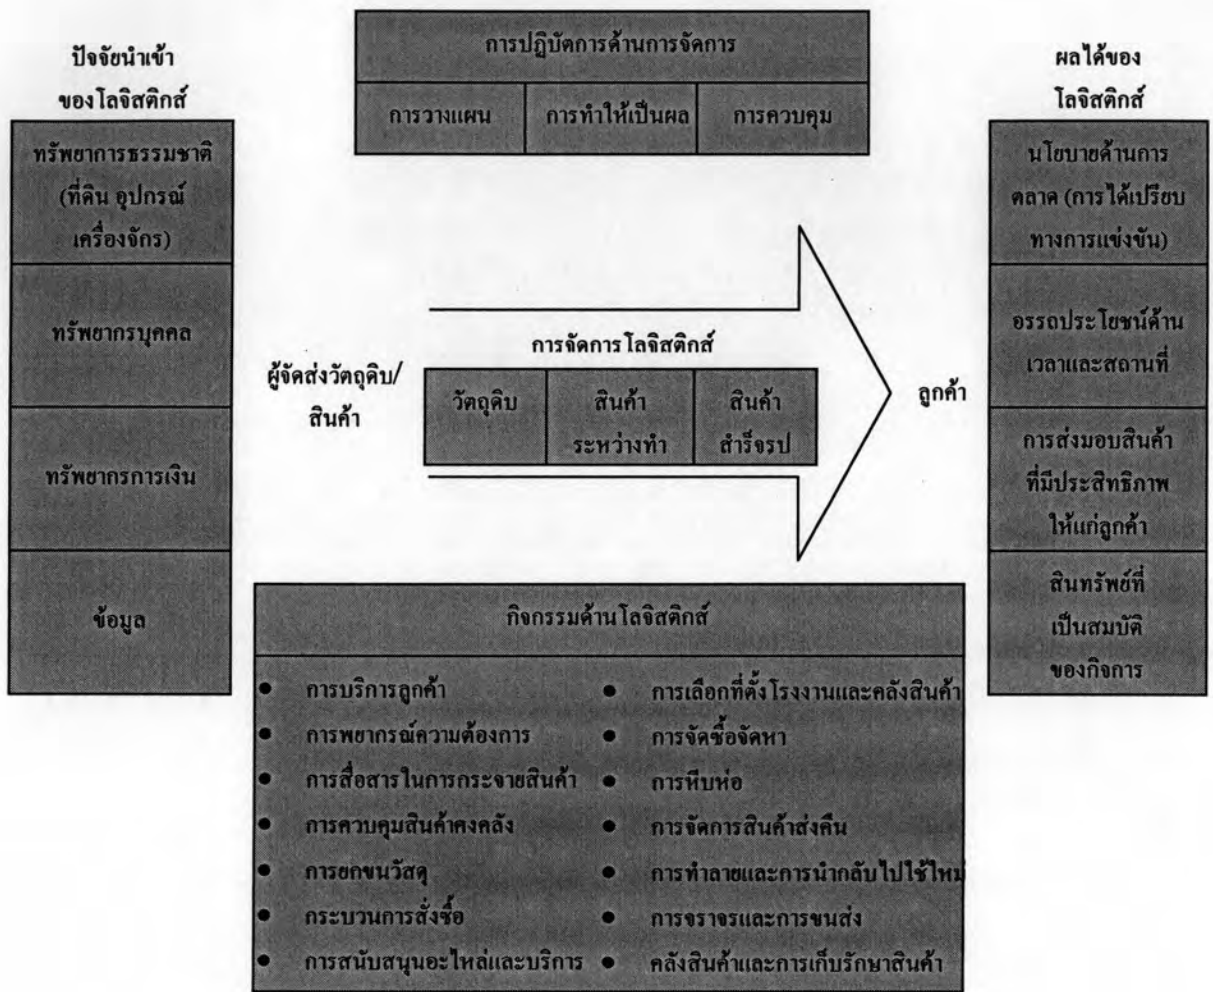 การปฏิบัตการด้านการจัดการ
การวางแผน การทำให้เป็นผล การควบคุม
ปัจจัยนำเข้า
ของโลจิสติกส์
ทรัพยาการธรรมชาติ
(ที่ดิน อุปกรณ์
เครื่องจักร)
ทรัพยากรบุคคล
ทรัพยากรการเงิน
ข้อมูล
ผู้จัดส่งวัตถุดิบ/
สินค้า
การจัดการโลจิสติกส์
วัตถุดิบ
สินค้า
ระหว่างทำ
สินค้า
สำร็จรป
ลูกค้า
ผลได้ของ
โลจิสติกส์
นโยบายด้านการ
ตลาด (การได้เปรียบ
ทางการแข่งขัน)
อรรถประโยชน์ด้าน
เวลาและสถานที่
การส่งมอบสินค้า
ที่มีประสิทธิภาพ
ให้แก่ลูกค้า
สินทรัพย์ที่
เป็นสมบัติ
ของกิจการ
กิจกรรมด้านโลจิสติกส์
● การบริการลูกค้า
● การพยากรณ์ความต้องการ
● การสื่อสารในการกระจายสินค้า
● การควบคุมสินค้าคงคลัง
● การยกขนวัสดุ
● กระบวนการสั่งซื้อ
● การสนับสนุนอะไหล่และบริการ
● การเลือกที่ตั้งโรงงานและคลังสินค้า
● การจัดซื้อจัดหา
● การหีบห่อ
● การจัดการสินค้าส่งคืน
● การทำลายและการนำกลับไปใช้ใหม่
● การจราจรและการขนส่ง
● คลังสินค้าและการเก็บรักษาสินค้า